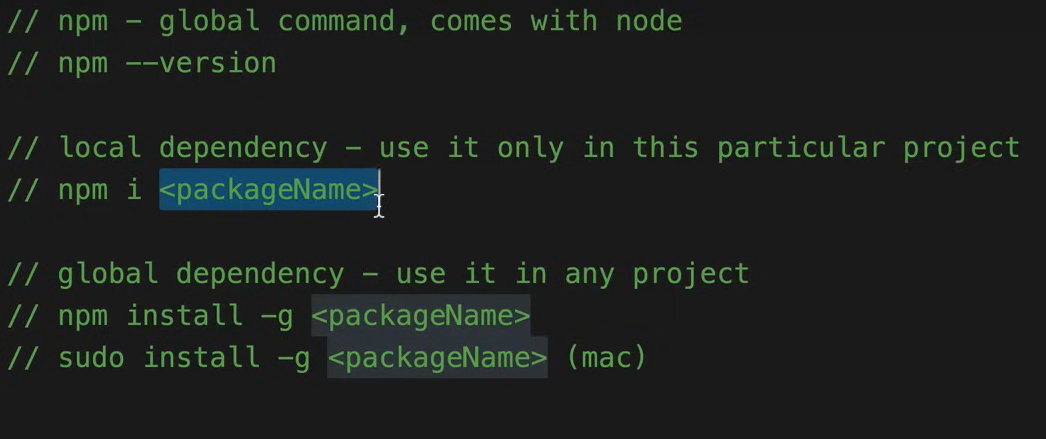 // npm - global command, comes with node
// npm --version
// local dependency - use it only in this particular project
// npm i <packageName>
// global dependency - use it in any project
// npm install -g <packageName>
// sudo install -g <packageName> (mac)